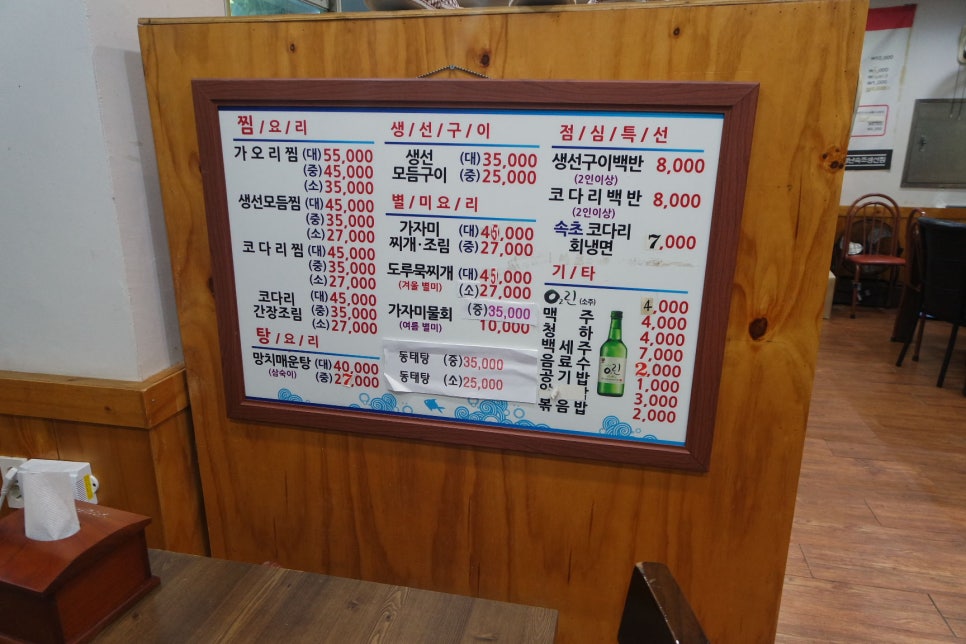 찜/요/리
가오리찜 (대) 55,000
(중) 45,000
(소) 35,000
생선모듬찜 (대) 45,000
(중) 35,000
(소) 27,000
코다리찜 (대) 45,000
(중) 35,000
(소) 27,000
코다리 (대) 45,000
간장조림 (중) 35,000
(소) 27,000
탕/요/리
망치매운탕 (대) 40,000
(삼숙이) (중) 27,000
생/선/구/이
생선 (대) 35,000
모듬구이 (중) 25,000
별/미/요/리
가자미 (대)
찌개·조림 (중) 27,000
도루묵찌개 (대) 45,000
(겨울 별미) (소) 27,000
가자미물회 (중) 35,000
(여름 별미) 10,000
동태탕 (중) 35,000
동태탕 (소) 25,000
점/심/특/선
생선구이백반 8,000
(2인이상)
코다리백반 8,000
(2인이상)
속초 코다리
회냉면 7,000
기/타
O2린 (소주) 4,000
맥 주 4,000
청 하 4,000
백 세 주 7,000
음 료 수 2,000
공 기 밥 1,000
3,000
볶 음 밥 2,000
O2린